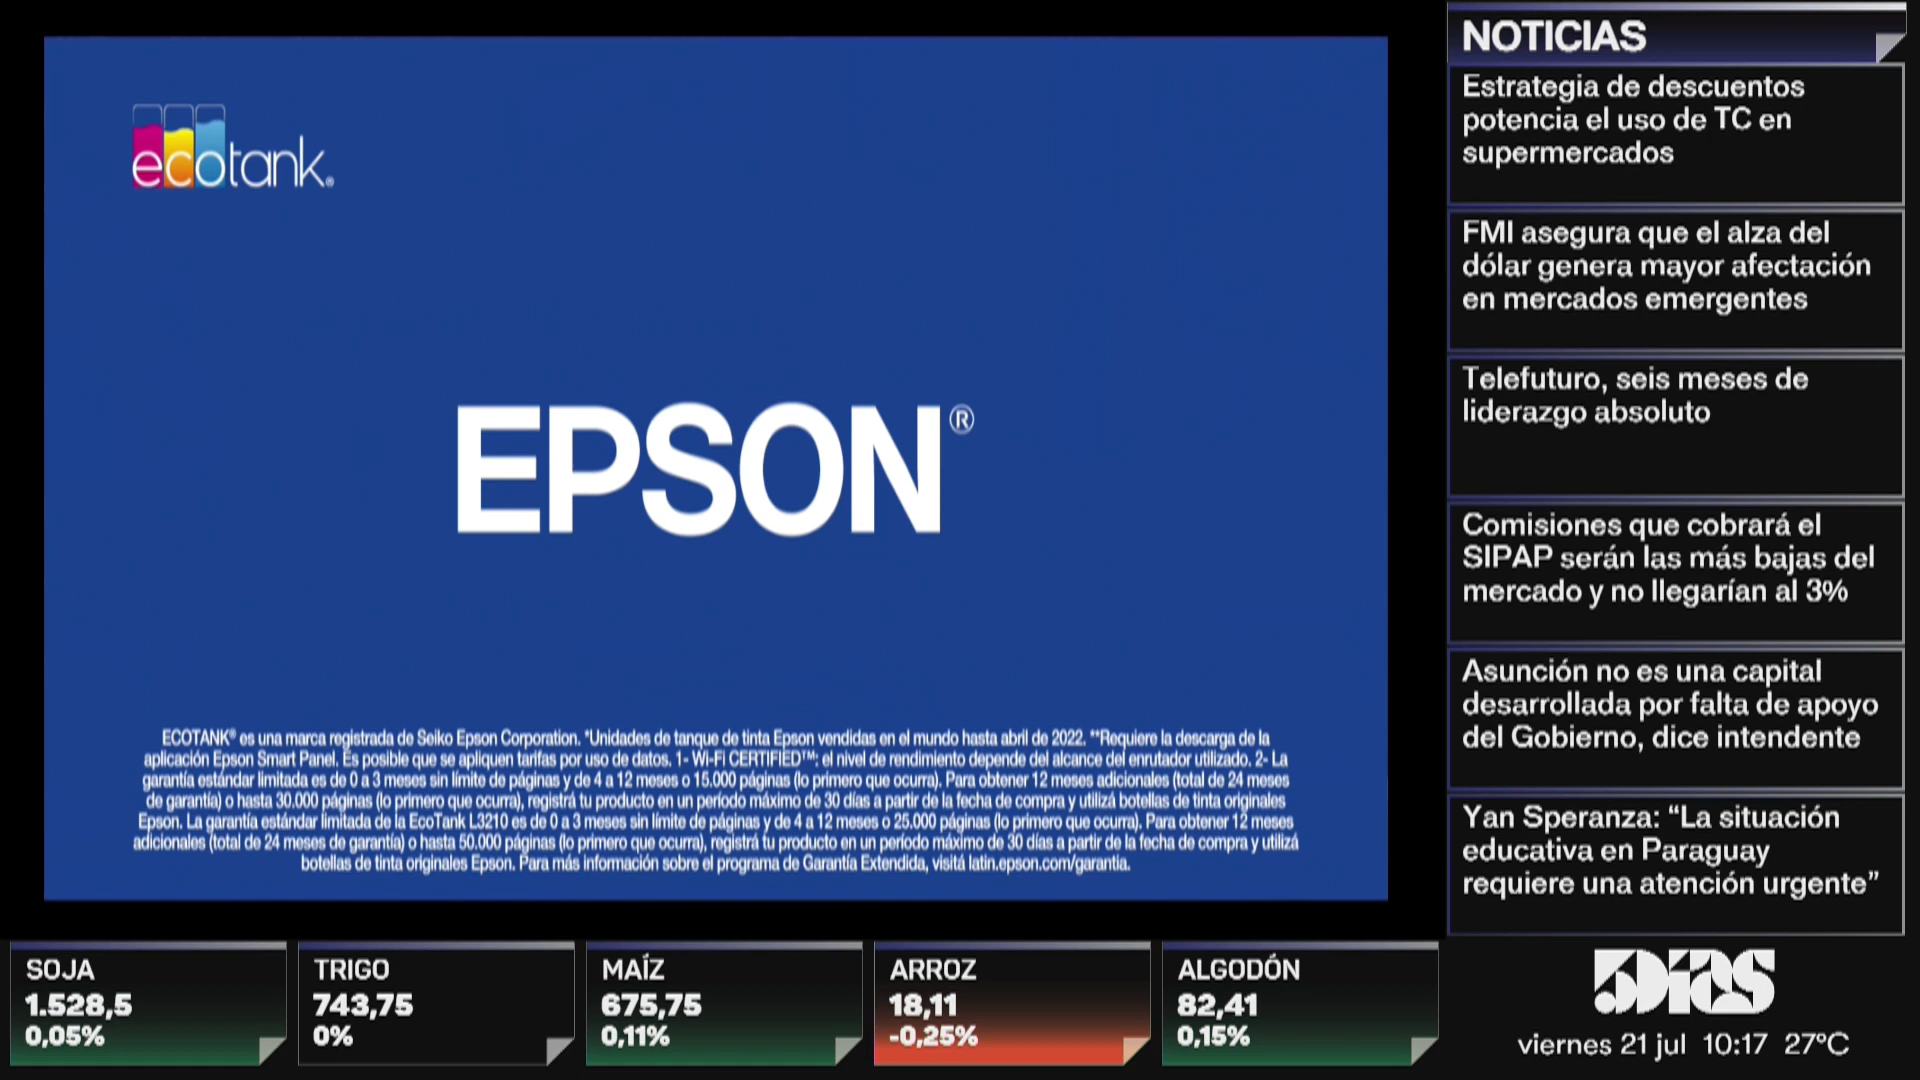 ecotank®
EPSON®
ECOTANK® es una marca registrada de Seiko Epson Corporation. *Unidades de tanque de tinta Epson vendidas en el mundo hasta abril de 2022. **Requiere la descarga de la
aplicación Epson Smart Panel. Es posible que se apliquen tarifas por uso de datos. 1- Wi-Fi CERTIFIED™: el nivel de rendimiento depende del alcance del enrutador utilizado. 2- La
garantía estándar limitada es de 0 a 3 meses sin límite de páginas y de 4 a 12 meses o 15.000 páginas (lo primero que ocurra). Para obtener 12 meses adicionales (total de 24 meses
de garantía) o hasta 30.000 páginas (lo primero que ocurra), registrá tu producto en un período máximo de 30 días a partir de la fecha de compra y utilizá botellas de tinta originales
Epson. La garantía estándar limitada de la EcoTank L3210 es de 0 a 3 meses sin límite de páginas y de 4 a 12 meses o 25.000 páginas (lo primero que ocurra). Para obtener 12 meses
adicionales (total de 24 meses de garantía) o hasta 50.000 páginas (lo primero que ocurra), registrá tu producto en un período máximo de 30 días a partir de la fecha de compra y utilizá
botellas de tinta originales Epson. Para más información sobre el programa de Garantía Extendida, visitá latin.epson.com/garantia.
NOTICIAS
Estrategia de descuentos
potencia el uso de TC en
supermercados
FMI asegura que el alza del
dólar genera mayor afectación
en mercados emergentes
Telefuturo, seis meses de
liderazgo absoluto
Comisiones que cobrará el
SIPAP serán las más bajas del
mercado y no llegarían al 3%
Asunción no es una capital
desarrollada por falta de apoyo
del Gobierno, dice intendente
Yan Speranza: “La situación
educativa en Paraguay
requiere una atención urgente”
SOJA
1.528,5
0,05%
TRIGO
743,75
0%
MAÍZ
675,75
0,11%
ARROZ
18,11
-0,25%
ALGODÓN
82,41
0,15%
5DIAS
viernes 21 jul 10:17 27°C